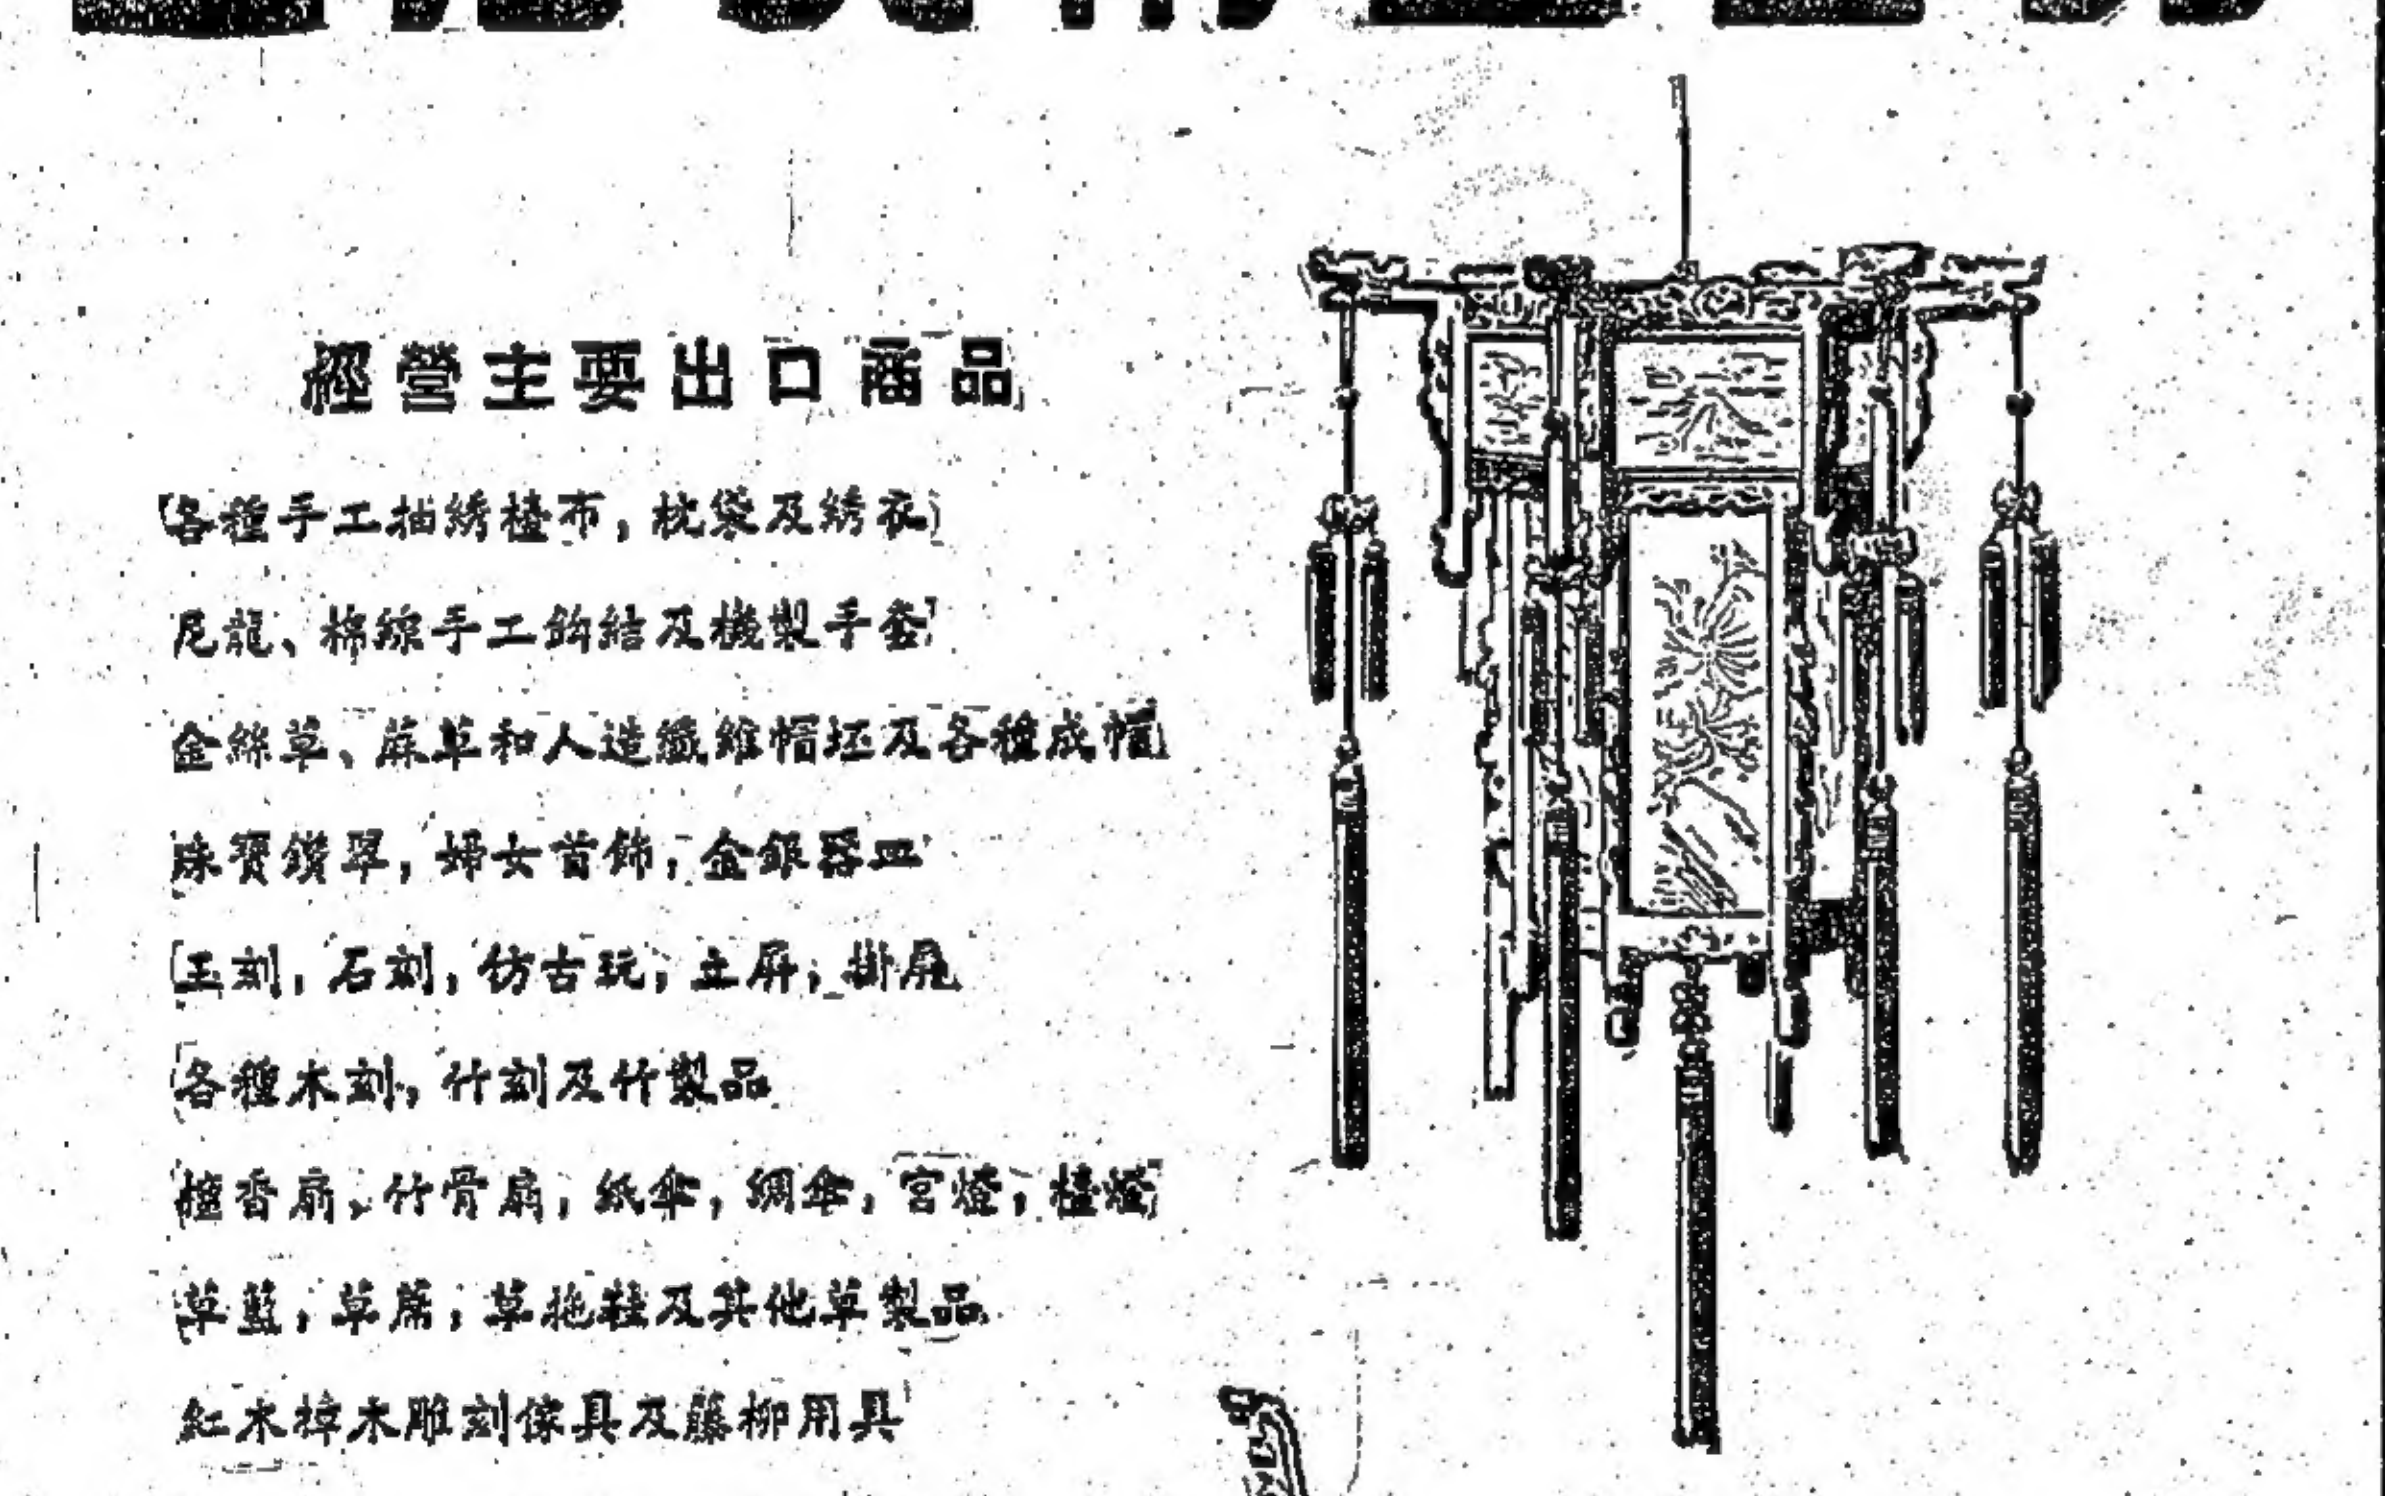 經營主要出口商品
各種手工抽綉檯布，枕袋及綉衣
尼龍、棉線手工鈎結及機製手套
金絲草、蔴草和人造纖維帽坯及各種成帽
珠寶鑽翠，婦女首飾，金銀器皿
玉刻，石刻，仿古玩，立屏，掛屏
各種木刻，竹刻及竹製品
檀香扇，竹骨扇，紙傘，綢傘，宮燈，檯燈
草籃，草蓆，草拖鞋及其他草製品
紅木樟木雕刻傢具及藤柳用具